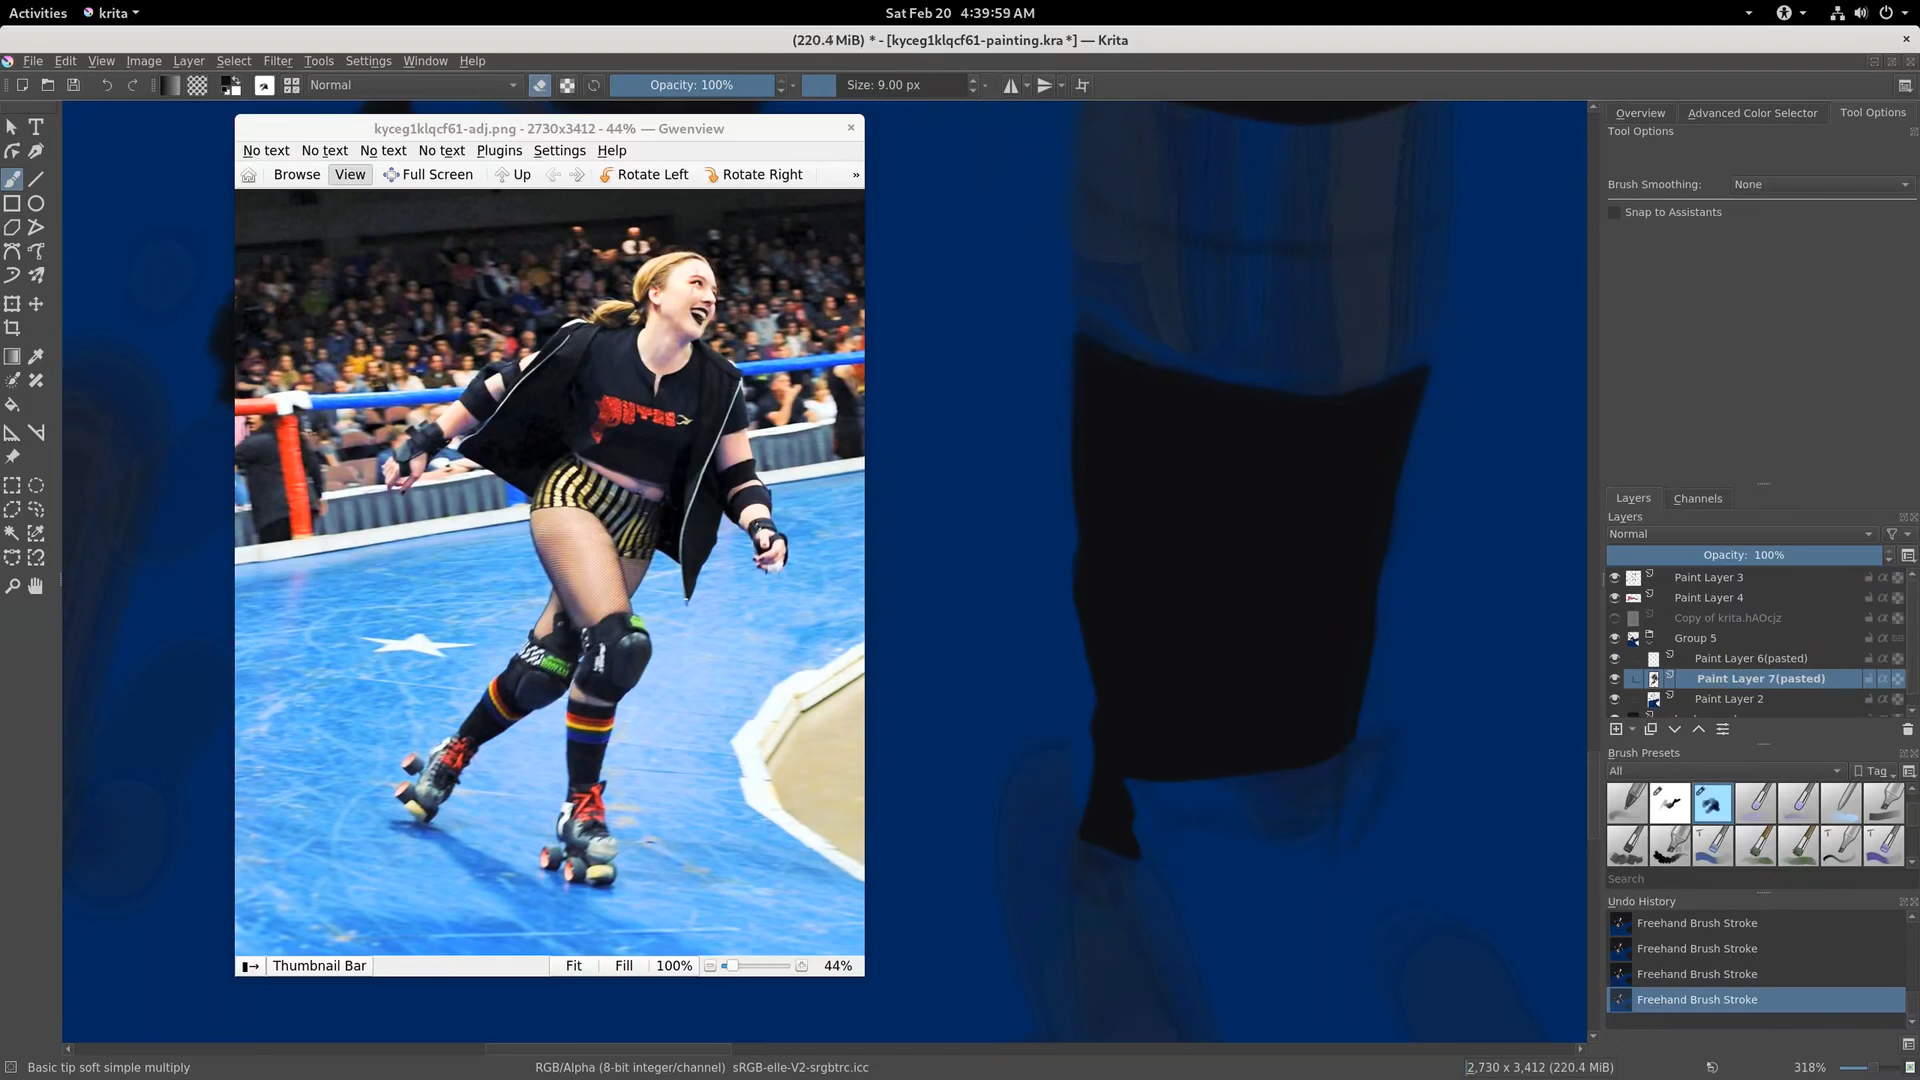 Activities krita Sat Feb 20 4:39:59 AM
(220.4 MiB) * - [kyceg1klqcf61-painting.kra *] — Krita
File Edit View Image Layer Select Filter Tools Settings Window Help
Normal Opacity: 100% Size: 9.00 px
kyceg1klqcf61-adj.png - 2730x3412 - 44% — Gwenview
No text No text No text No text Plugins Settings Help
Browse View Full Screen Up Rotate Left Rotate Right »
Thumbnail Bar Fit Fill 100% 44%
Overview Advanced Color Selector Tool Options
Tool Options
Brush Smoothing: None
Snap to Assistants
Layers Channels
Layers
Normal
Opacity: 100%
Paint Layer 3
Paint Layer 4
Copy of krita.hAOcjz
Group 5
Paint Layer 6(pasted)
Paint Layer 7(pasted)
Paint Layer 2
Brush Presets
All Tag
Search
Undo History
Freehand Brush Stroke
Freehand Brush Stroke
Freehand Brush Stroke
Freehand Brush Stroke
Basic tip soft simple multiply RGB/Alpha (8-bit integer/channel) sRGB-elle-V2-srgbtrc.icc 2,730 x 3,412 (220.4 MiB) 318%